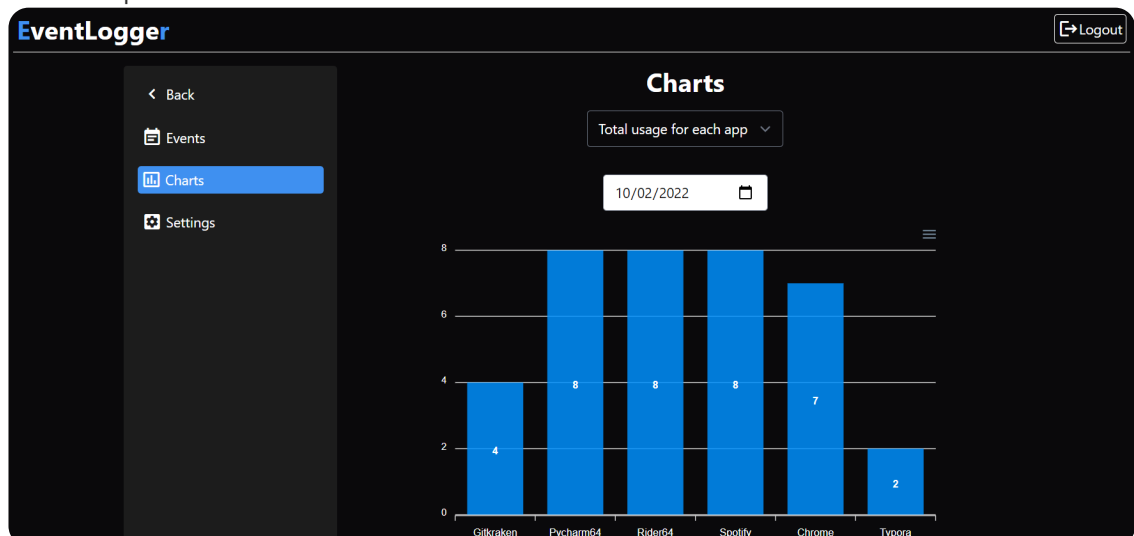 EventLogger
Logout
Back
Events
Charts
Settings
Charts
Total usage for each app
10/02/2022
8
6
4
2
0
4
8
8
8
7
2
Gitkraken Pycharm64 Rider64 Spotify Chrome Typora